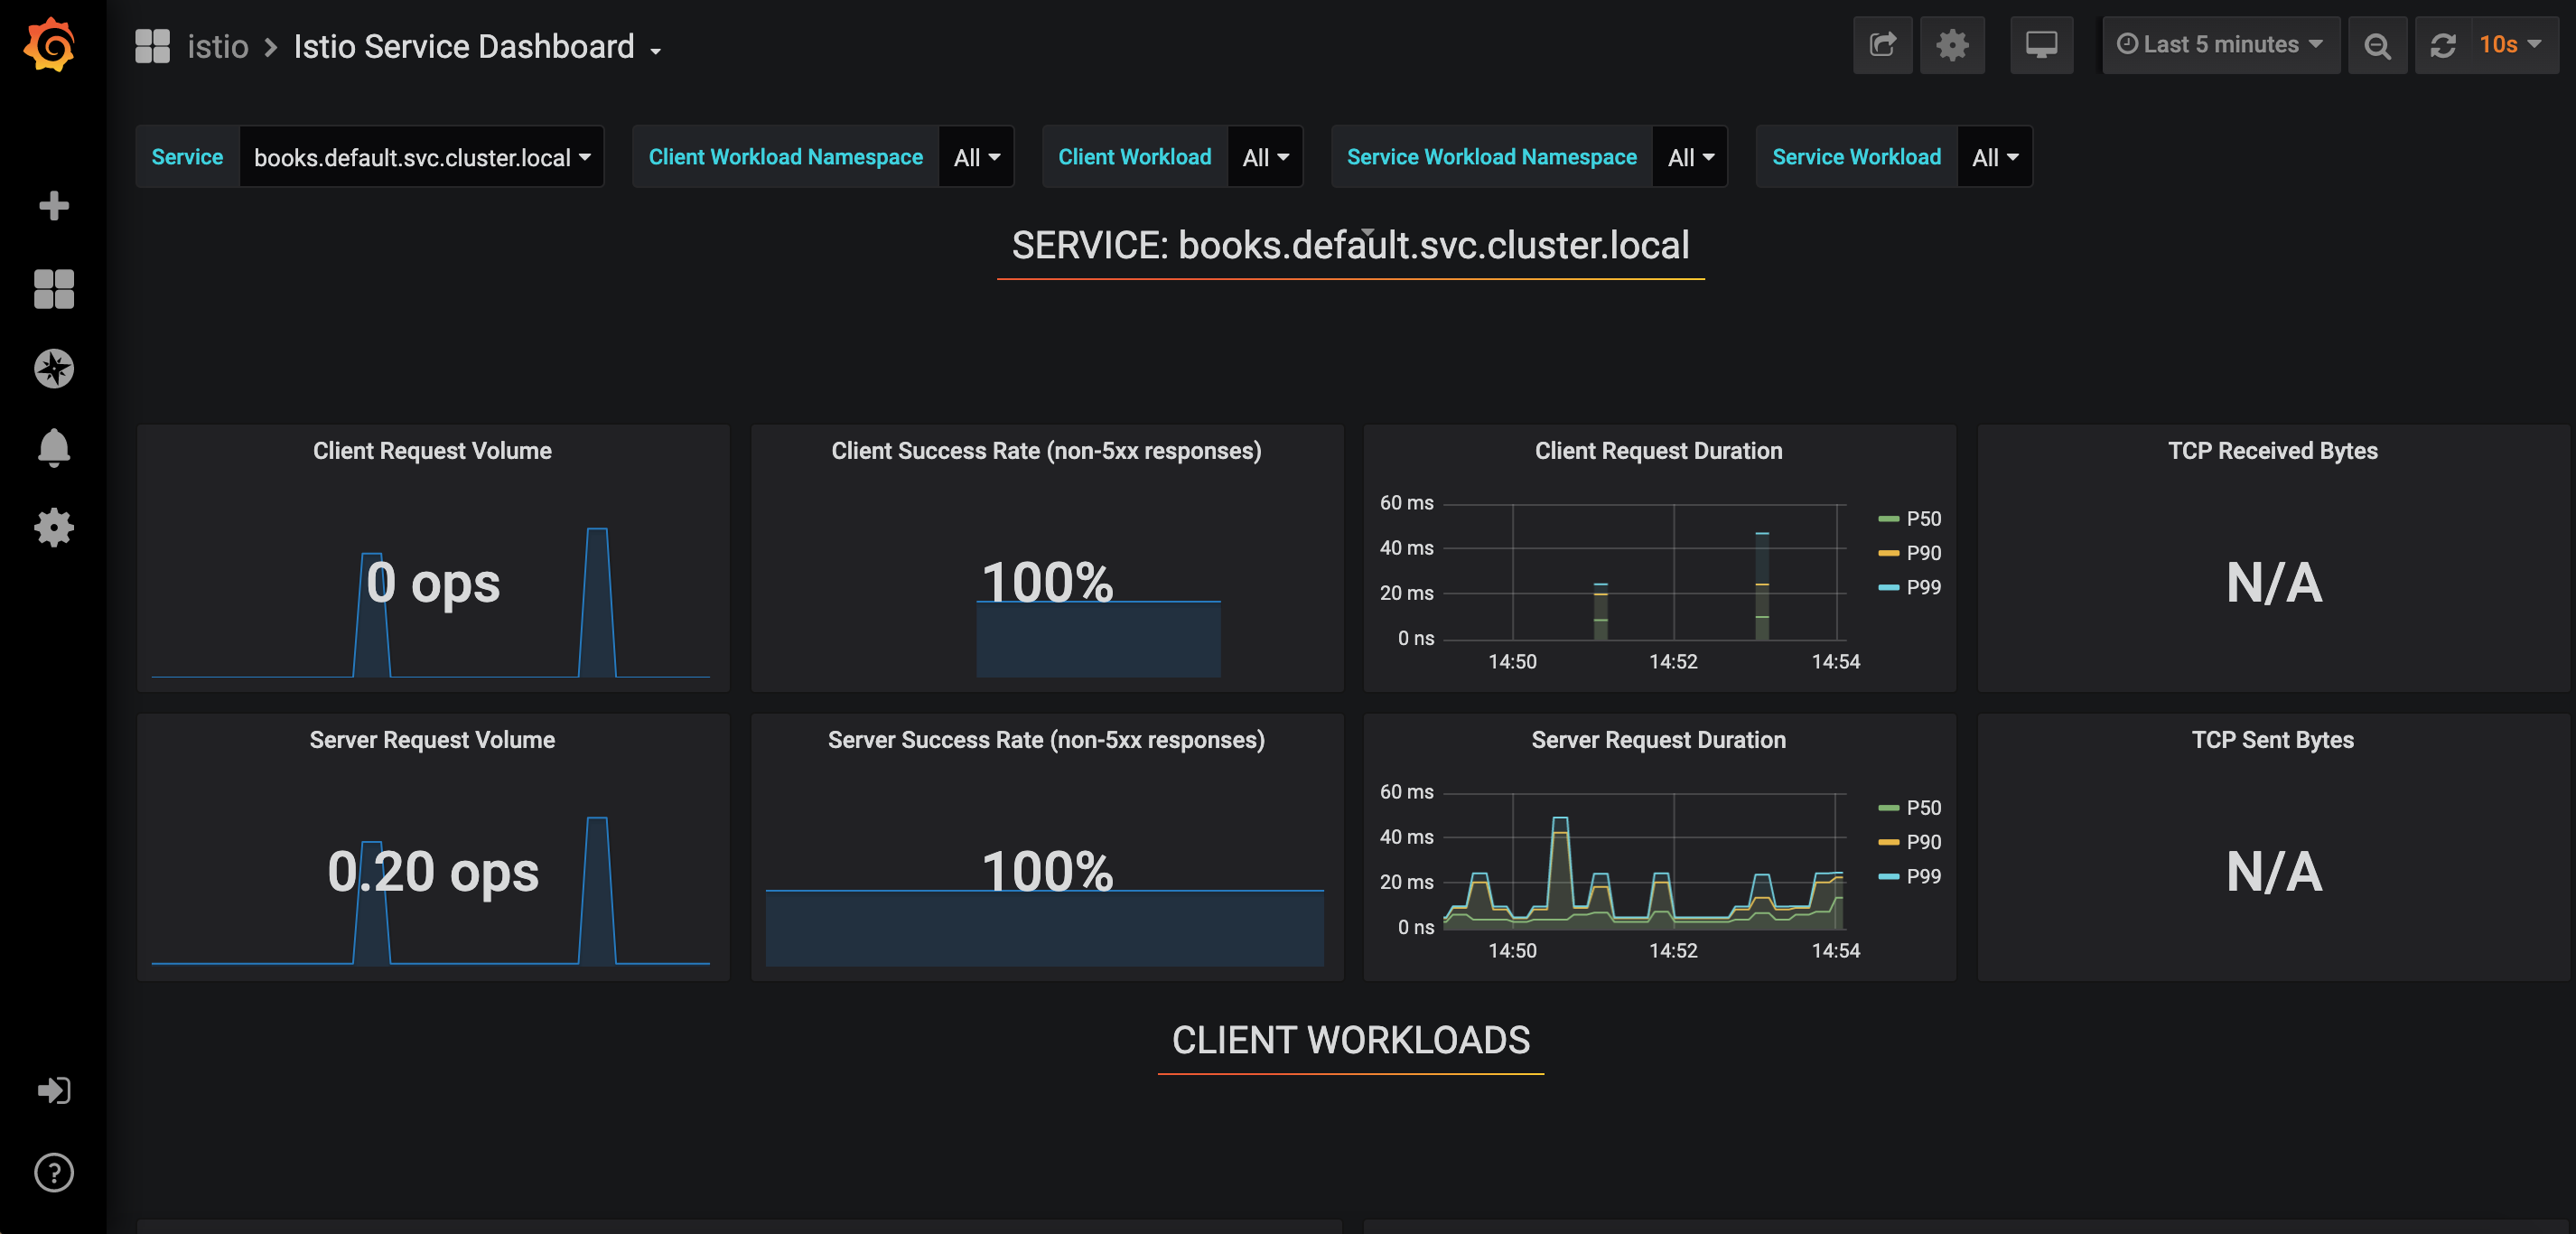 istio > Istio Service Dashboard
Last 5 minutes
10s
Service books.default.svc.cluster.local
Client Workload Namespace All
Client Workload All
Service Workload Namespace All
Service Workload All
SERVICE: books.default.svc.cluster.local
Client Request Volume
0 ops
Client Success Rate (non-5xx responses)
100%
Client Request Duration
60 ms
40 ms
20 ms
0 ns
14:50 14:52 14:54
P50
P90
P99
TCP Received Bytes
N/A
Server Request Volume
0.20 ops
Server Success Rate (non-5xx responses)
100%
Server Request Duration
60 ms
40 ms
20 ms
0 ns
14:50 14:52 14:54
P50
P90
P99
TCP Sent Bytes
N/A
CLIENT WORKLOADS